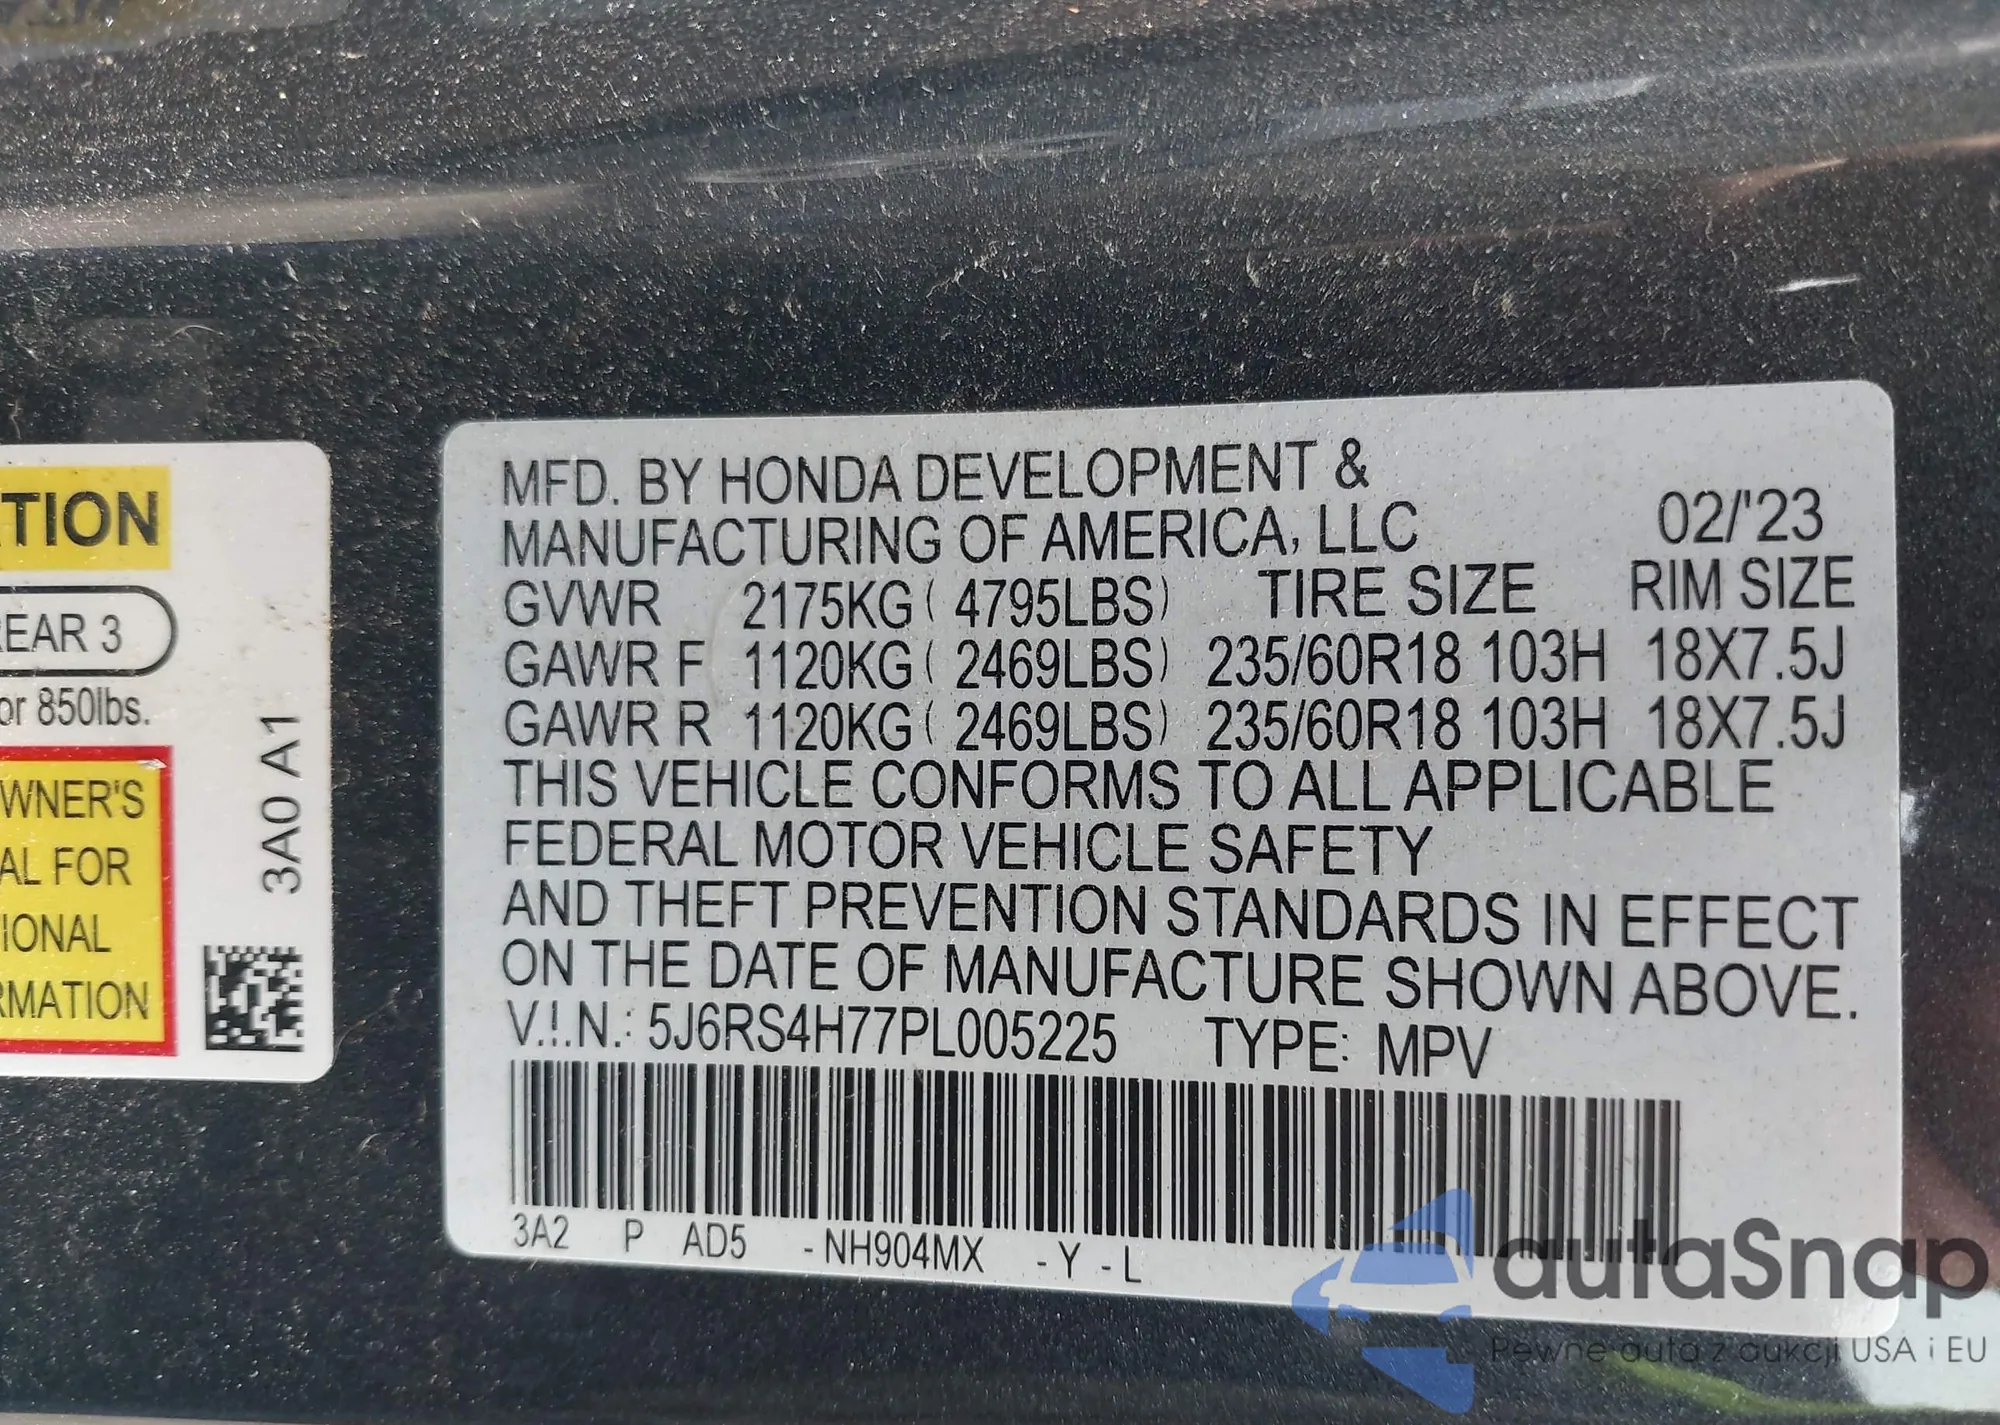 TION
REAR 3
or 850lbs.
WNER'S
AL FOR
IONAL
RMATION
3A0 A1
MFD. BY HONDA DEVELOPMENT &
MANUFACTURING OF AMERICA, LLC 02/'23
GVWR 2175KG ( 4795LBS) TIRE SIZE RIM SIZE
GAWR F 1120KG ( 2469LBS) 235/60R18 103H 18X7.5J
GAWR R 1120KG ( 2469LBS) 235/60R18 103H 18X7.5J
THIS VEHICLE CONFORMS TO ALL APPLICABLE
FEDERAL MOTOR VEHICLE SAFETY
AND THEFT PREVENTION STANDARDS IN EFFECT
ON THE DATE OF MANUFACTURE SHOWN ABOVE.
V.I.N.: 5J6RS4H77PL005225 TYPE: MPV
3A2 P AD5 - NH904MX - Y - L
autaSnap
Pewne auta z aukcji USA i EU